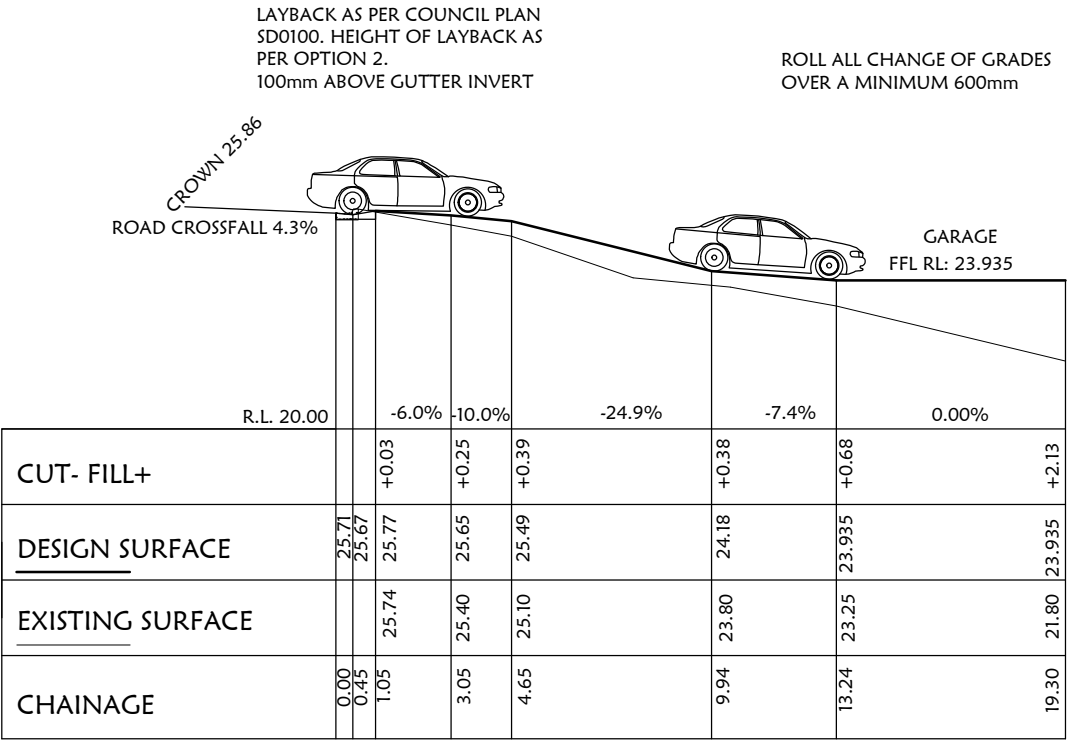 LAYBACK AS PER COUNCIL PLAN
SD0100. HEIGHT OF LAYBACK AS
PER OPTION 2.
100mm ABOVE GUTTER INVERT
ROLL ALL CHANGE OF GRADES
OVER A MINIMUM 600mm
CROWN 25.86
ROAD CROSSFALL 4.3%
GARAGE
FFL RL: 23.935
R.L. 20.00 -6.0% -10.0% -24.9% -7.4% 0.00%
CUT- FILL+ +0.03 +0.25 +0.39 +0.38 +0.68 +2.13
DESIGN SURFACE 25.71 25.67 25.77 25.65 25.49 24.18 23.935 23.935
EXISTING SURFACE 25.74 25.40 25.10 23.80 23.25 21.80
CHAINAGE 0.00 0.45 1.05 3.05 4.65 9.94 13.24 19.30